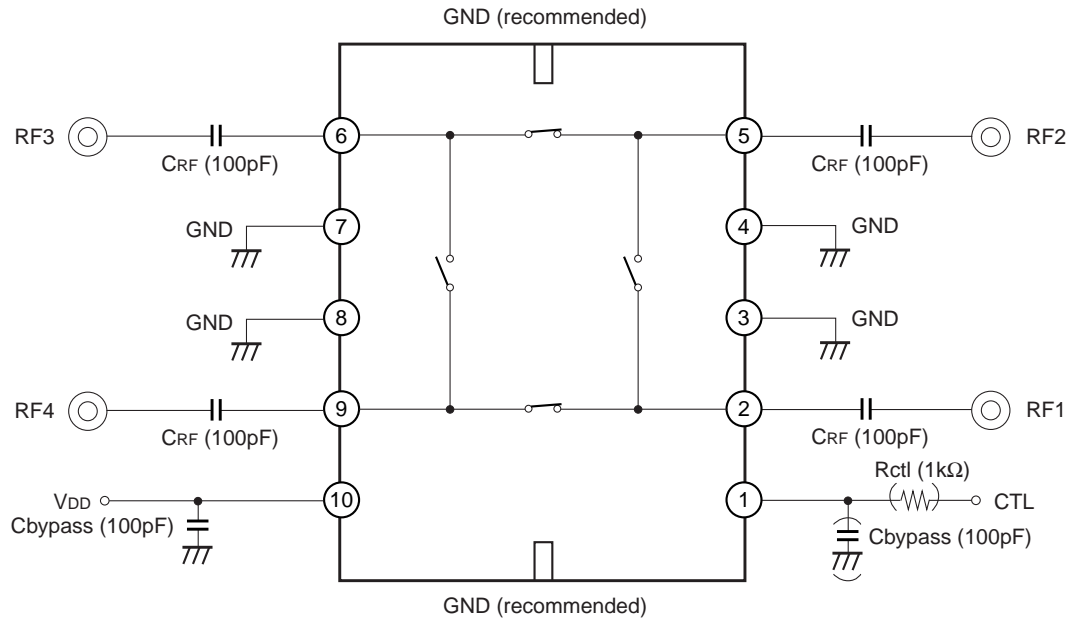 GND (recommended)
RF3
CRF (100pF)
6
5
CRF (100pF)
RF2
GND
7
4
GND
GND
8
3
GND
RF4
CRF (100pF)
9
2
CRF (100pF)
RF1
Rctl (1kΩ)
VDD
10
1
CTL
Cbypass (100pF)
Cbypass (100pF)
GND (recommended)